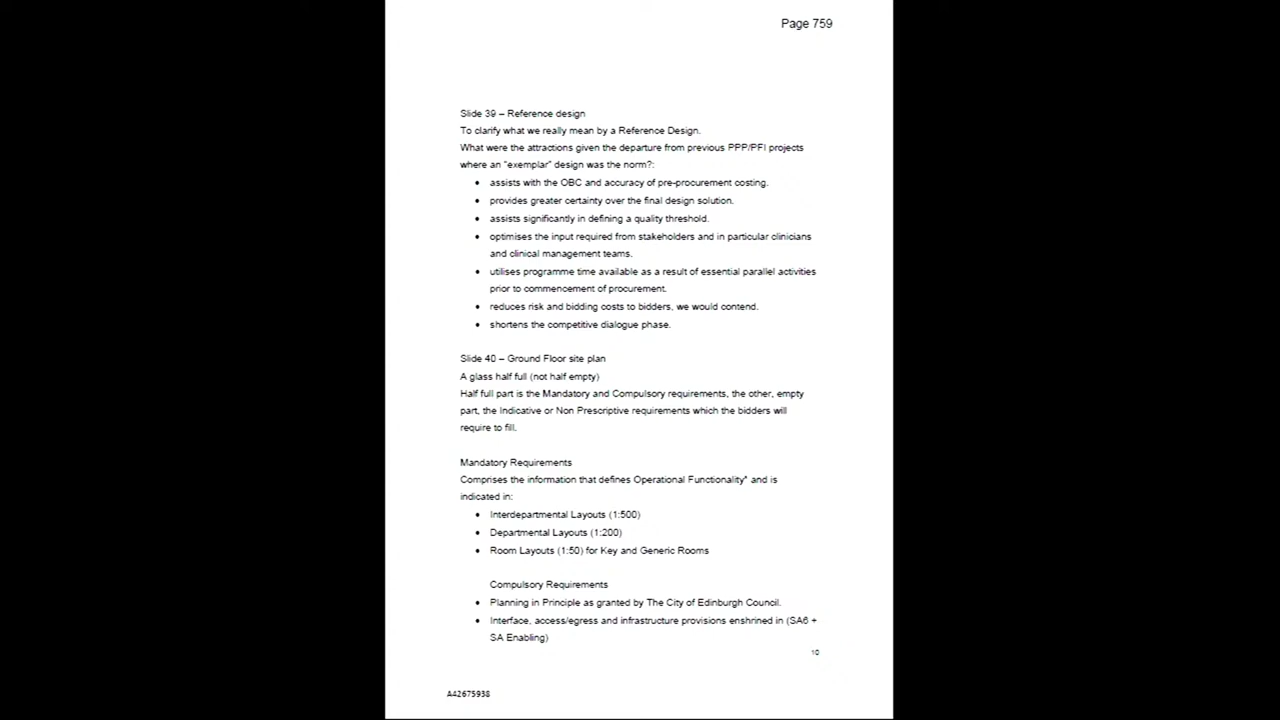 Page 759
Slide 39 – Reference design
To clarify what we really mean by a Reference Design.
What were the attractions given the departure from previous PPP/PFI projects
where an "exemplar" design was the norm?:
• assists with the OBC and accuracy of pre-procurement costing.
• provides greater certainty over the final design solution.
• assists significantly in defining a quality threshold.
• optimises the input required from stakeholders and in particular clinicians
and clinical management teams.
• utilises programme time available as a result of essential parallel activities
prior to commencement of procurement.
• reduces risk and bidding costs to bidders, we would contend.
• shortens the competitive dialogue phase.
Slide 40 – Ground Floor site plan
A glass half full (not half empty)
Half full part is the Mandatory and Compulsory requirements, the other, empty
part, the Indicative or Non Prescriptive requirements which the bidders will
require to fill.
Mandatory Requirements
Comprises the information that defines Operational Functionality* and is
indicated in:
• Interdepartmental Layouts (1:500)
• Departmental Layouts (1:200)
• Room Layouts (1:50) for Key and Generic Rooms
Compulsory Requirements
• Planning in Principle as granted by The City of Edinburgh Council.
• Interface, access/egress and infrastructure provisions enshrined in (SA6 +
SA Enabling)
10
A42675938